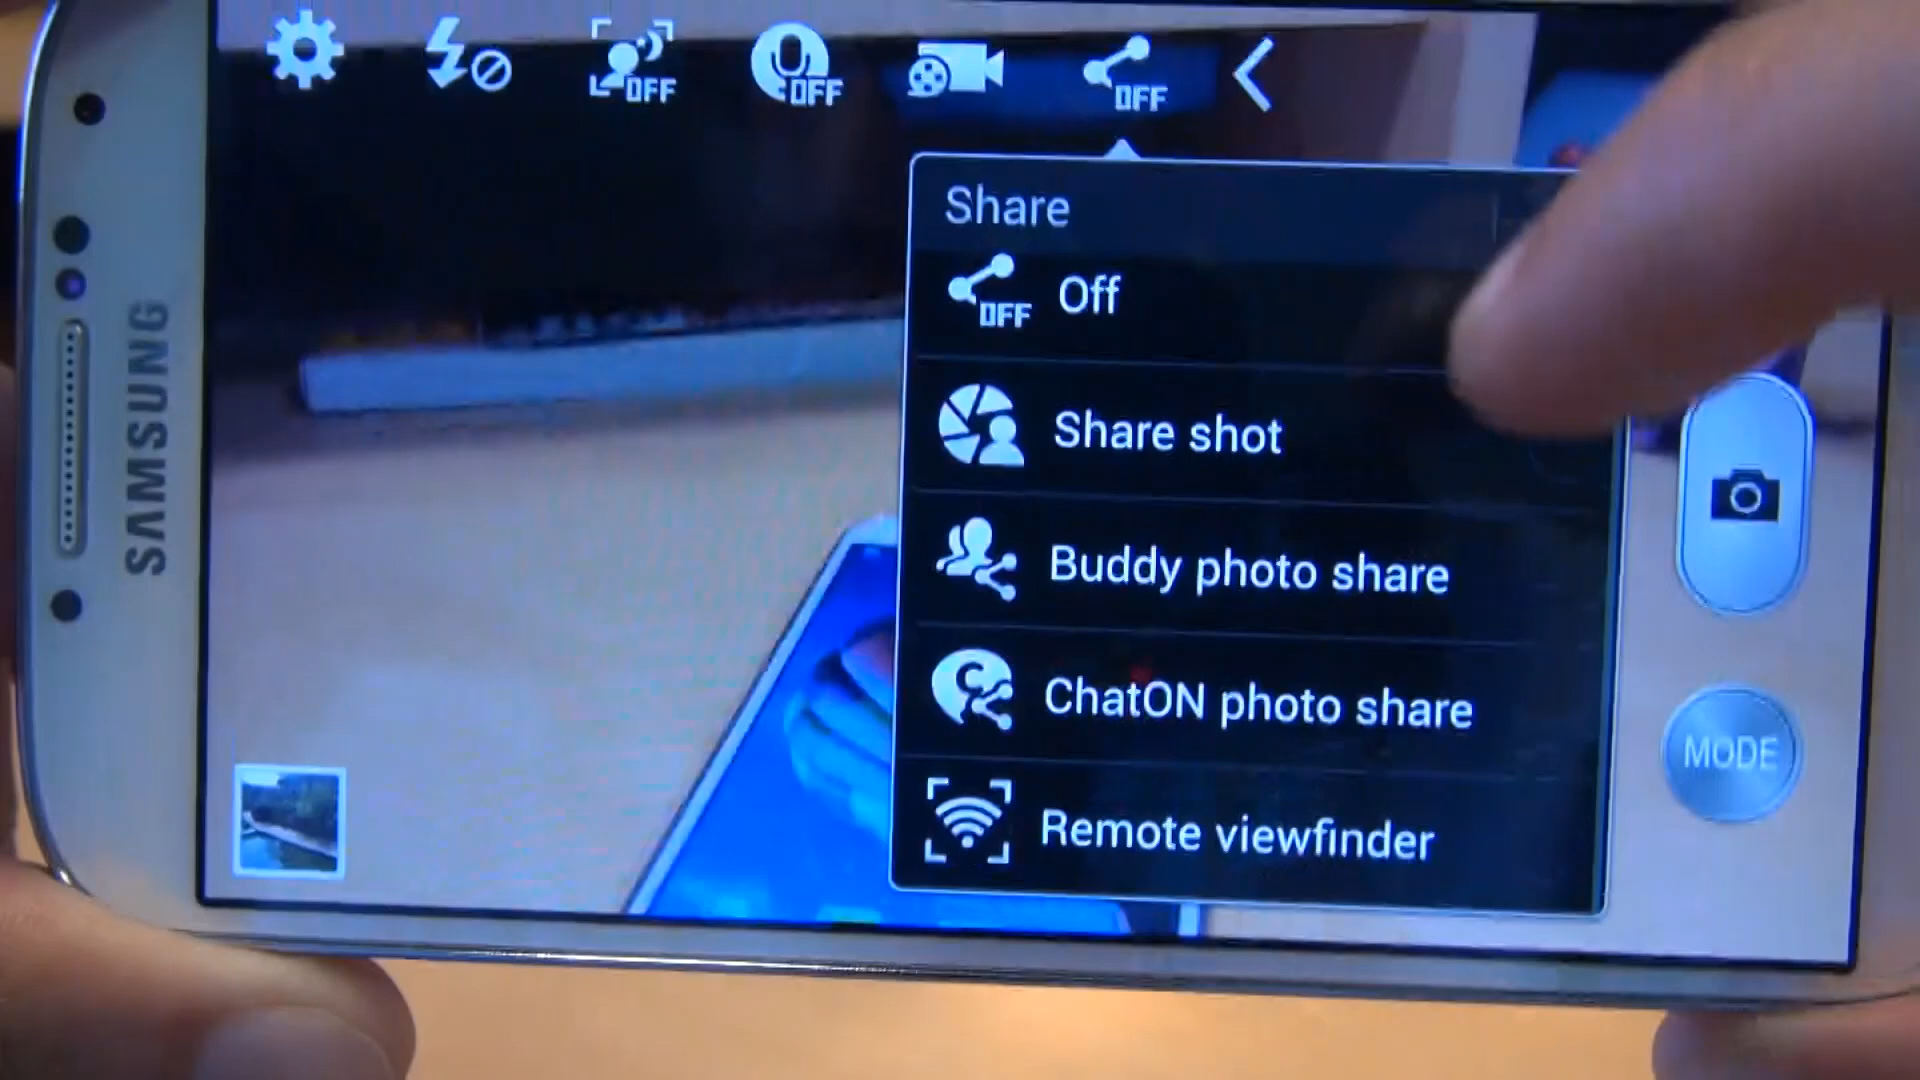 OFF
OFF
OFF
Share
OFF Off
Share shot
Buddy photo share
ChatON photo share
Remote viewfinder
MODE
SAMSUNG